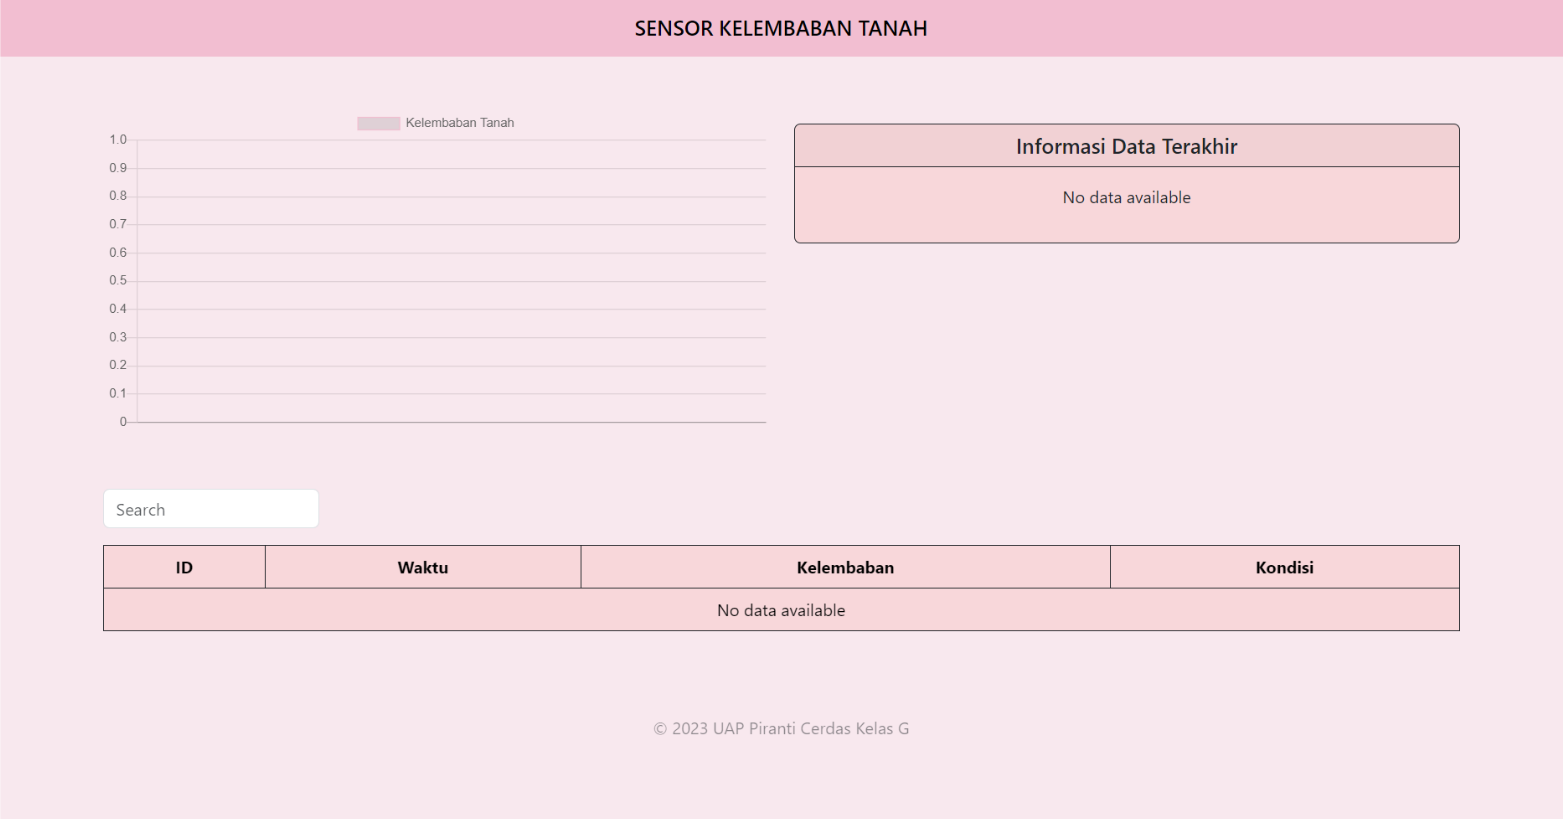 SENSOR KELEMBABAN TANAH
Kelembaban Tanah
1.0
0.9
0.8
0.7
0.6
0.5
0.4
0.3
0.2
0.1
0
Informasi Data Terakhir
No data available
Search
ID Waktu Kelembaban Kondisi
No data available
© 2023 UAP Piranti Cerdas Kelas G